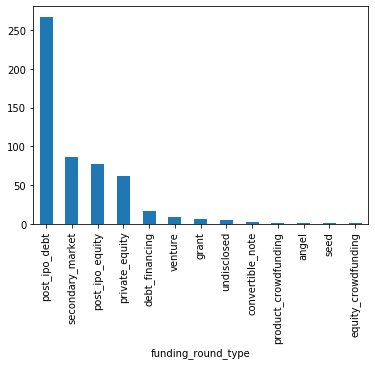 250
200
150
100
50
0
post_ipo_debt
secondary_market
post_ipo_equity
private_equity
debt_financing
venture
grant
undisclosed
convertible_note
product_crowdfunding
angel
seed
equity_crowdfunding
funding_round_type